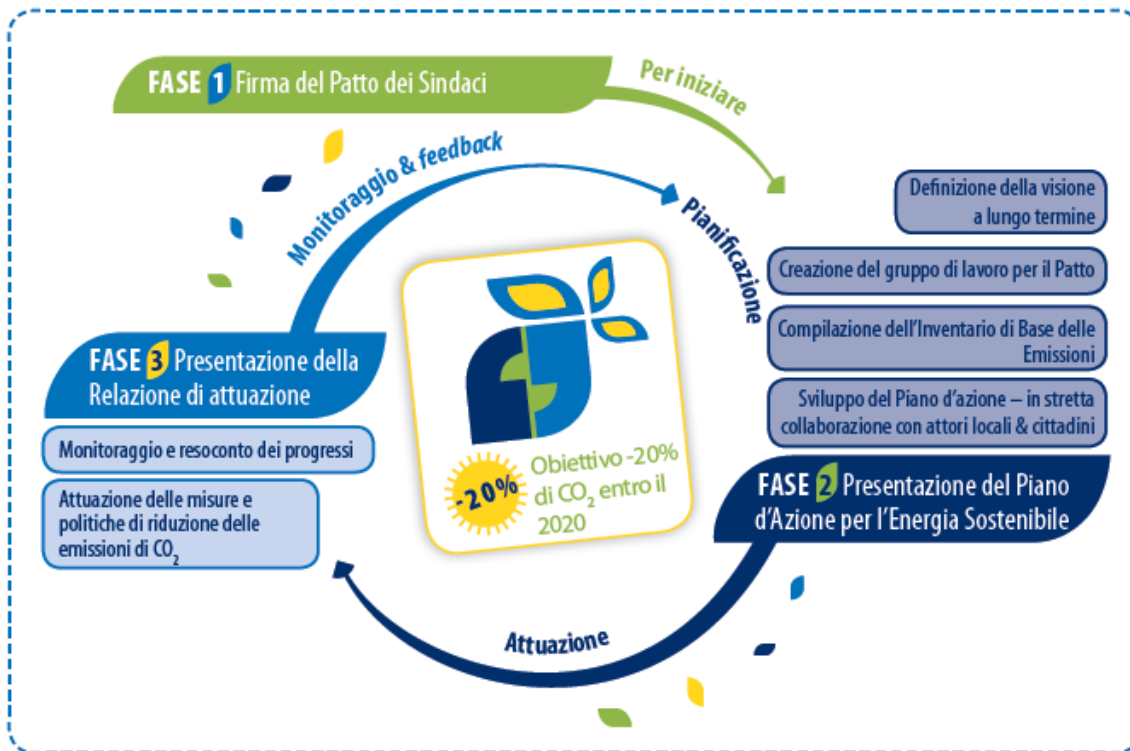 FASE 1 Firma del Patto dei Sindaci
Per iniziare
Monitoraggio & feedback
Pianificazione
Definizione della visione
a lungo termine
Creazione del gruppo di lavoro per il Patto
Compilazione dell'Inventario di Base delle
Emissioni
Sviluppo del Piano d'azione – in stretta
collaborazione con attori locali & cittadini
FASE 2 Presentazione del Piano
d'Azione per l'Energia Sostenibile
FASE 3 Presentazione della
Relazione di attuazione
Monitoraggio e resoconto dei progressi
Attuazione delle misure e
politiche di riduzione delle
emissioni di CO₂
-20%
Obiettivo -20%
di CO₂ entro il
2020
Attuazione